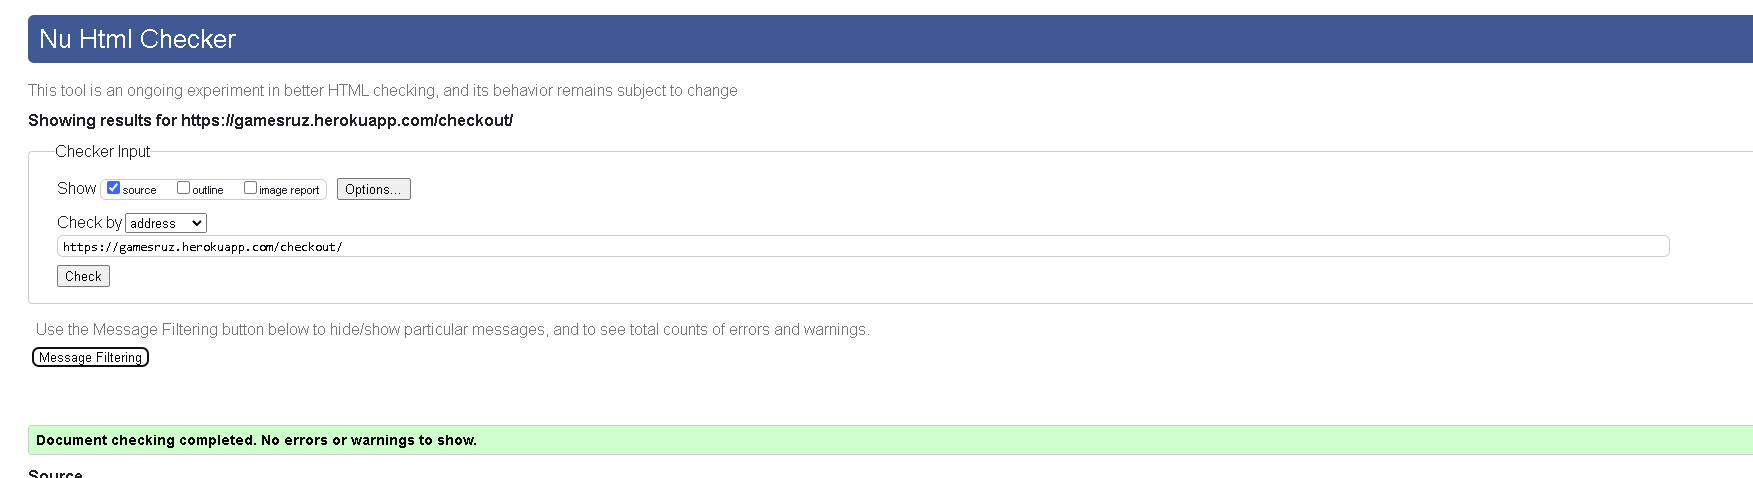 Nu Html Checker
This tool is an ongoing experiment in better HTML checking, and its behavior remains subject to change
Showing results for https://gamesruz.herokuapp.com/checkout/
Checker Input
Show source outline image report Options...
Check by address
https://gamesruz.herokuapp.com/checkout/
Check
Use the Message Filtering button below to hide/show particular messages, and to see total counts of errors and warnings.
Message Filtering
Document checking completed. No errors or warnings to show.
Source